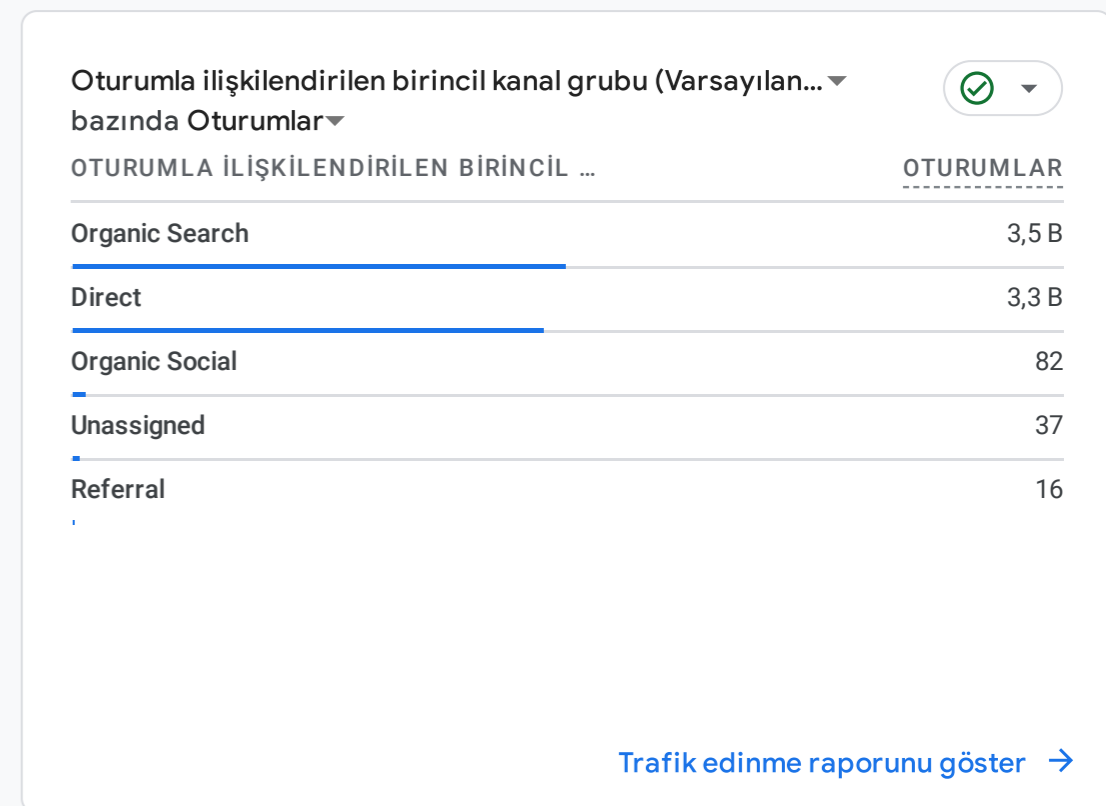 Oturumla ilişkilendirilen birincil kanal grubu (Varsayılan...
bazında Oturumlar
OTURUMLA İLİŞKİLENDİRİLEN BİRİNCİL ...
OTURUMLAR
Organic Search
3,5 B
Direct
3,3 B
Organic Social
82
Unassigned
37
Referral
16
Trafik edinme raporunu göster